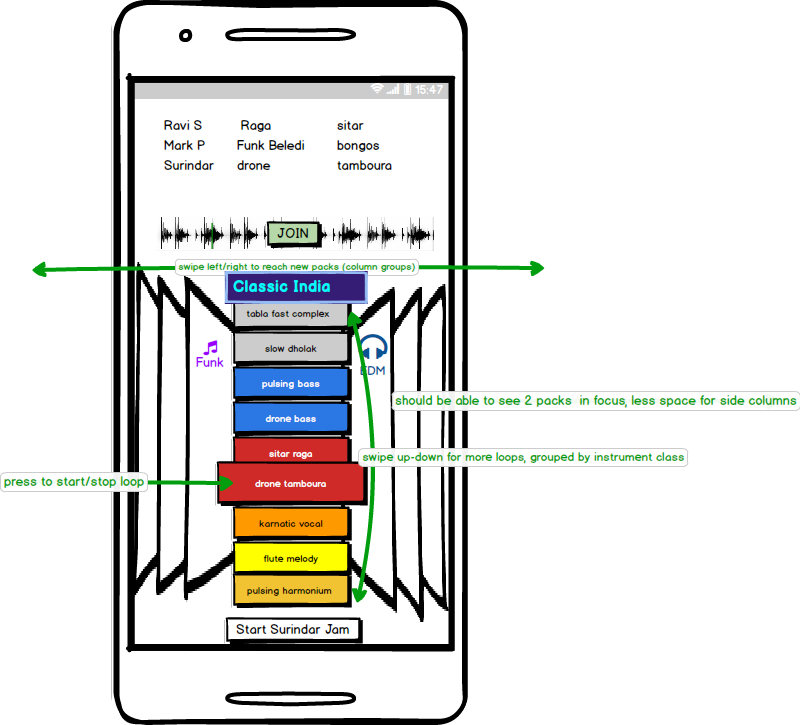 15:47
Ravi S Raga sitar
Mark P Funk Beledi bongos
Surindar drone tamboura
JOIN
swipe left/right to reach new packs (column groups)
Classic India
tabla fast complex
slow dholak
Funk
EDM
pulsing bass
should be able to see 2 packs in focus, less space for side columns
drone bass
sitar raga
swipe up-down for more loops, grouped by instrument class
press to start/stop loop
drone tamboura
karnatic vocal
flute melody
pulsing harmonium
Start Surindar Jam